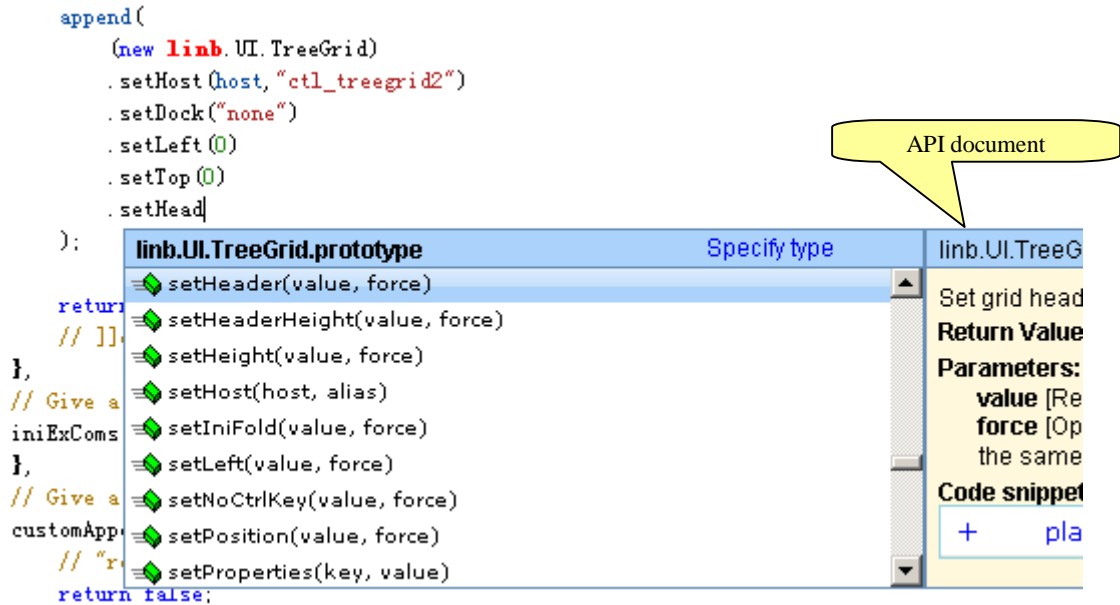 append(
(new linb.UI.TreeGrid)
.setHost(host,"ctl_treegrid2")
.setDock("none")
.setLeft(0)
.setTop(0)
.setHead
);
API document
linb.UI.TreeGrid.prototype Specify type
setHeader(value, force)
setHeaderHeight(value, force)
setHeight(value, force)
setHost(host, alias)
setIniFold(value, force)
setLeft(value, force)
setNoCtrlKey(value, force)
setPosition(value, force)
setProperties(key, value)
linb.UI.TreeG
Set grid head
Return Value
Parameters:
value [Re
force [Op
the same
Code snippet
+ pla
retur
// ]]
},
// Give a
iniExComs
},
// Give a
customApp
// "r
return false;